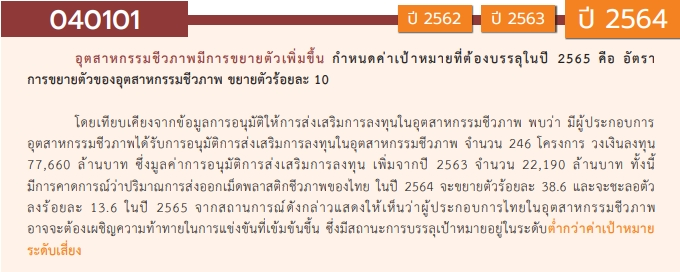 040101
ปี 2562
ปี 2563
ปี 2564
อุตสาหกรรมชีวภาพมีการขยายตัวเพิ่มขึ้น กำหนดค่าเป้าหมายที่ต้องบรรลุในปี 2565 คือ อัตรา
การขยายตัวของอุตสาหกรรมชีวภาพ ขยายตัวร้อยละ 10
โดยเทียบเคียงจากข้อมูลการอนุมัติให้การส่งเสริมการลงทุนในอุตสาหกรรมชีวภาพ พบว่า มีผู้ประกอบการ
อุตสาหกรรมชีวภาพได้รับการอนุมัติการส่งเสริมการลงทุนในอุตสาหกรรมชีวภาพ จำนวน 246 โครงการ วงเงินลงทุน
77,660 ล้านบาท ซึ่งมูลค่าการอนุมัติการส่งเสริมการลงทุน เพิ่มจากปี 2563 จำนวน 22,190 ล้านบาท ทั้งนี้
มีการคาดการณ์ว่าปริมาณการส่งออกเม็ดพลาสติกชีวภาพของไทย ในปี 2564 จะขยายตัวร้อยละ 38.6 และจะชะลอตัว
ลงร้อยละ 13.6 ในปี 2565 จากสถานการณ์ดังกล่าวแสดงให้เห็นว่าผู้ประกอบการไทยในอุตสาหกรรมชีวภาพ
อาจจะต้องเผชิญความท้าทายในการแข่งขันที่เข้มข้นขึ้น ซึ่งมีสถานะการบรรลุเป้าหมายอยู่ในระดับต่ำกว่าค่าเป้าหมาย
ระดับเสี่ยง